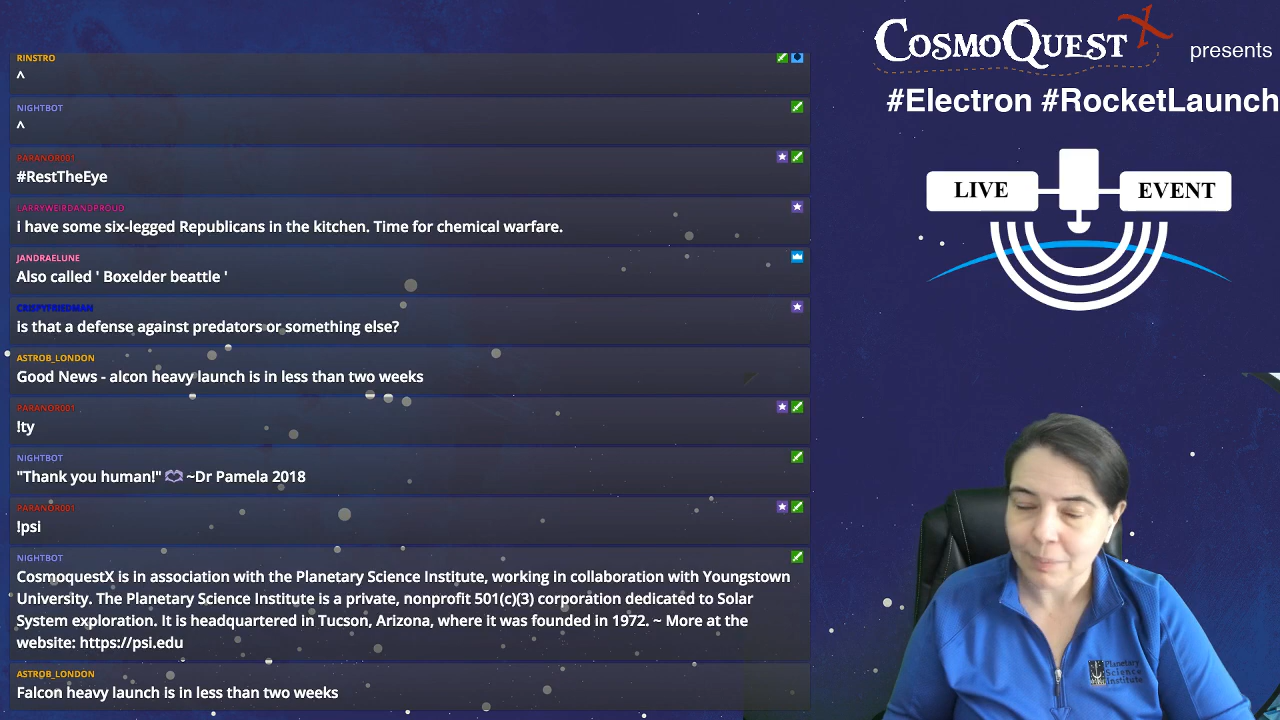 RINSTRO
^
NIGHTBOT
^
PARANOR001
#RestTheEye
LARRYWEIRDANDPROUD
i have some six-legged Republicans in the kitchen. Time for chemical warfare.
JANDRAELUNE
Also called ' Boxelder beattle '
CRISPYFRIEDMAN
is that a defense against predators or something else?
ASTROB_LONDON
Good News - alcon heavy launch is in less than two weeks
PARANOR001
!ty
NIGHTBOT
"Thank you human!" ~Dr Pamela 2018
PARANOR001
!psi
NIGHTBOT
CosmoquestX is in association with the Planetary Science Institute, working in collaboration with Youngstown
University. The Planetary Science Institute is a private, nonprofit 501(c)(3) corporation dedicated to Solar
System exploration. It is headquartered in Tucson, Arizona, where it was founded in 1972. ~ More at the
website: https://psi.edu
ASTROB_LONDON
Falcon heavy launch is in less than two weeks
COSMOQUEST X presents
#Electron #RocketLaunch
LIVE EVENT
Planetary
Science
Institute